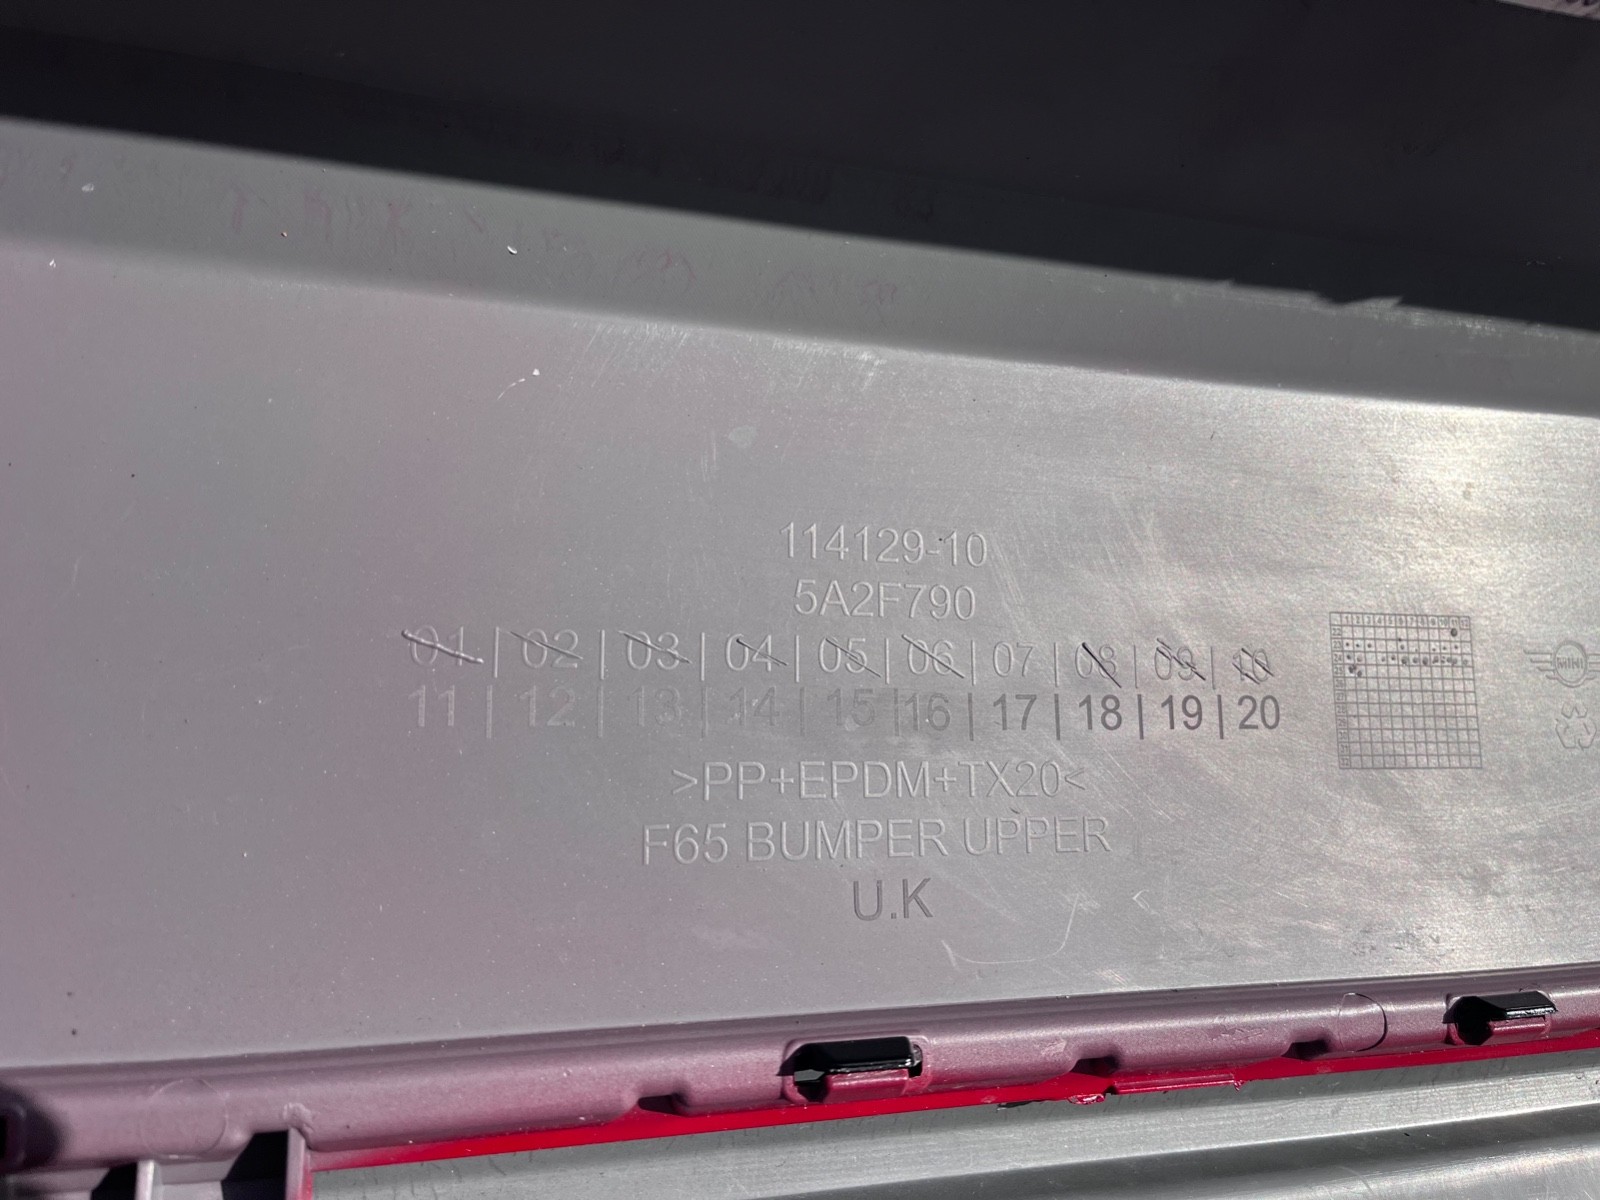 114129-10
5A2F790
01 | 02 | 03 | 04 | 05 | 06 | 07 | 08 | 09 | 10
11 | 12 | 13 | 14 | 15 | 16 | 17 | 18 | 19 | 20
>PP+EPDM+TX20<
F65 BUMPER UPPER
U.K
MINI